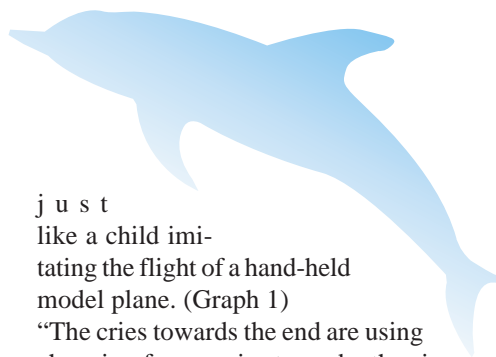 j u s t
like a child imi-
tating the flight of a hand-held
model plane. (Graph 1)
“The cries towards the end are using